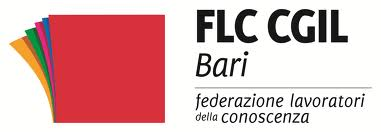 FLC CGIL
Bari
federazione lavoratori
della conoscenza